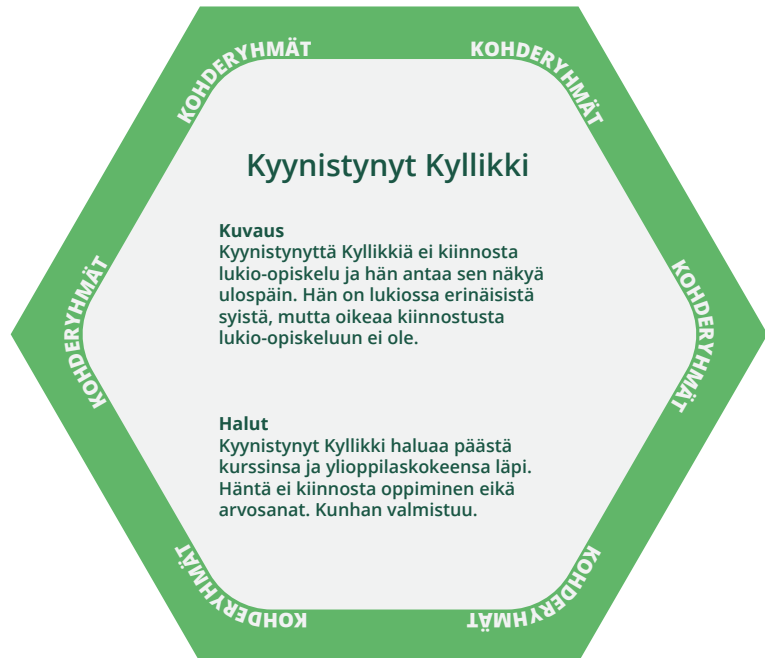 KOHDERYHMÄT
KOHDERYHMÄT
Kyynistynyt Kyllikki
Kuvaus
Kyynistynyttä Kyllikkiä ei kiinnosta
lukio-opiskelu ja hän antaa sen näkyä
ulospäin. Hän on lukiossa erinäisistä
syistä, mutta oikeaa kiinnostusta
lukio-opiskeluun ei ole.
KOHDERYHMÄT
KOHDERYHMÄT
Halut
Kyynistynyt Kyllikki haluaa päästä
kurssinsa ja ylioppilaskokeensa läpi.
Häntä ei kiinnosta oppiminen eikä
arvosanat. Kunhan valmistuu.
KOHDERYHMÄT
KOHDERYHMÄT